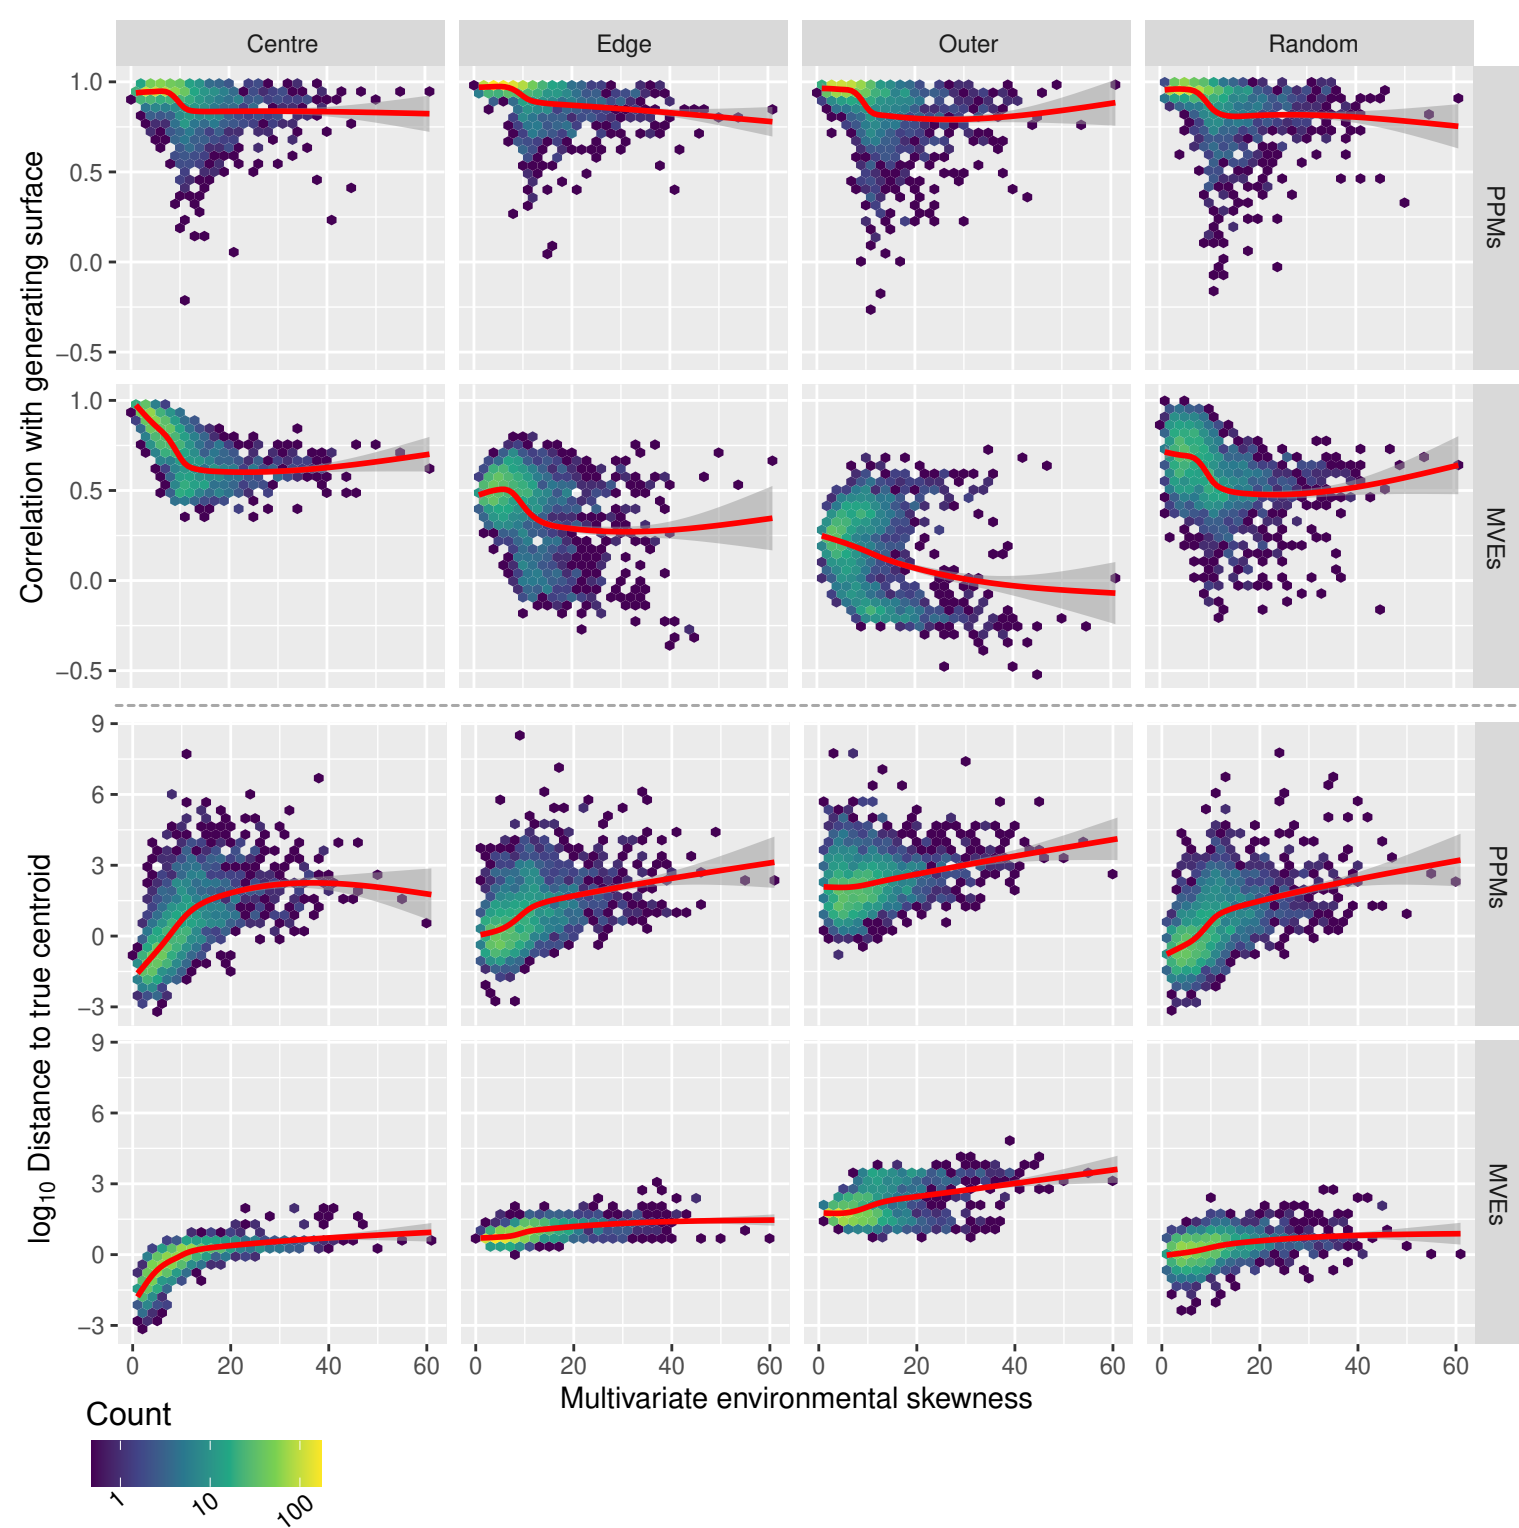 Centre Edge Outer Random
1.0
0.5
0.0
−0.5
PPMs
1.0
0.5
0.0
−0.5
MVEs
Correlation with generating surface
9
6
3
0
−3
PPMs
9
6
3
0
−3
MVEs
log10 Distance to true centroid
0 20 40 60 0 20 40 60 0 20 40 60 0 20 40 60
Multivariate environmental skewness
Count
1 10 100